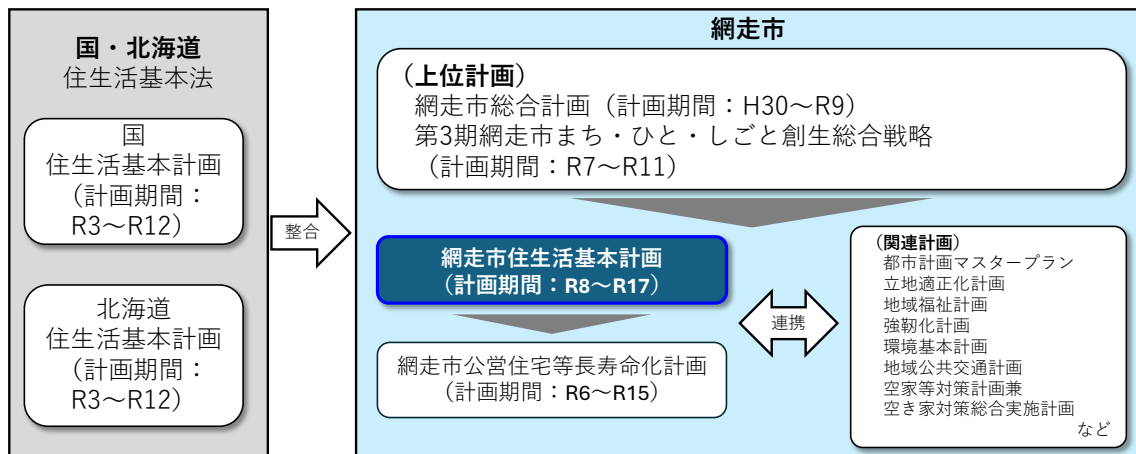 国・北海道
住生活基本法
国
住生活基本計画
（計画期間：
R3～R12）
北海道
住生活基本計画
（計画期間：
R3～R12）
整合
網走市
（上位計画）
網走市総合計画（計画期間：H30～R9）
第3期網走市まち・ひと・しごと創生総合戦略
（計画期間：R7～R11）
網走市住生活基本計画
（計画期間：R8～R17）
網走市公営住宅等長寿命化計画
（計画期間：R6～R15）
連携
（関連計画）
都市計画マスタープラン
立地適正化計画
地域福祉計画
強靭化計画
環境基本計画
地域公共交通計画
空家等対策計画兼
空き家対策総合実施計画
など